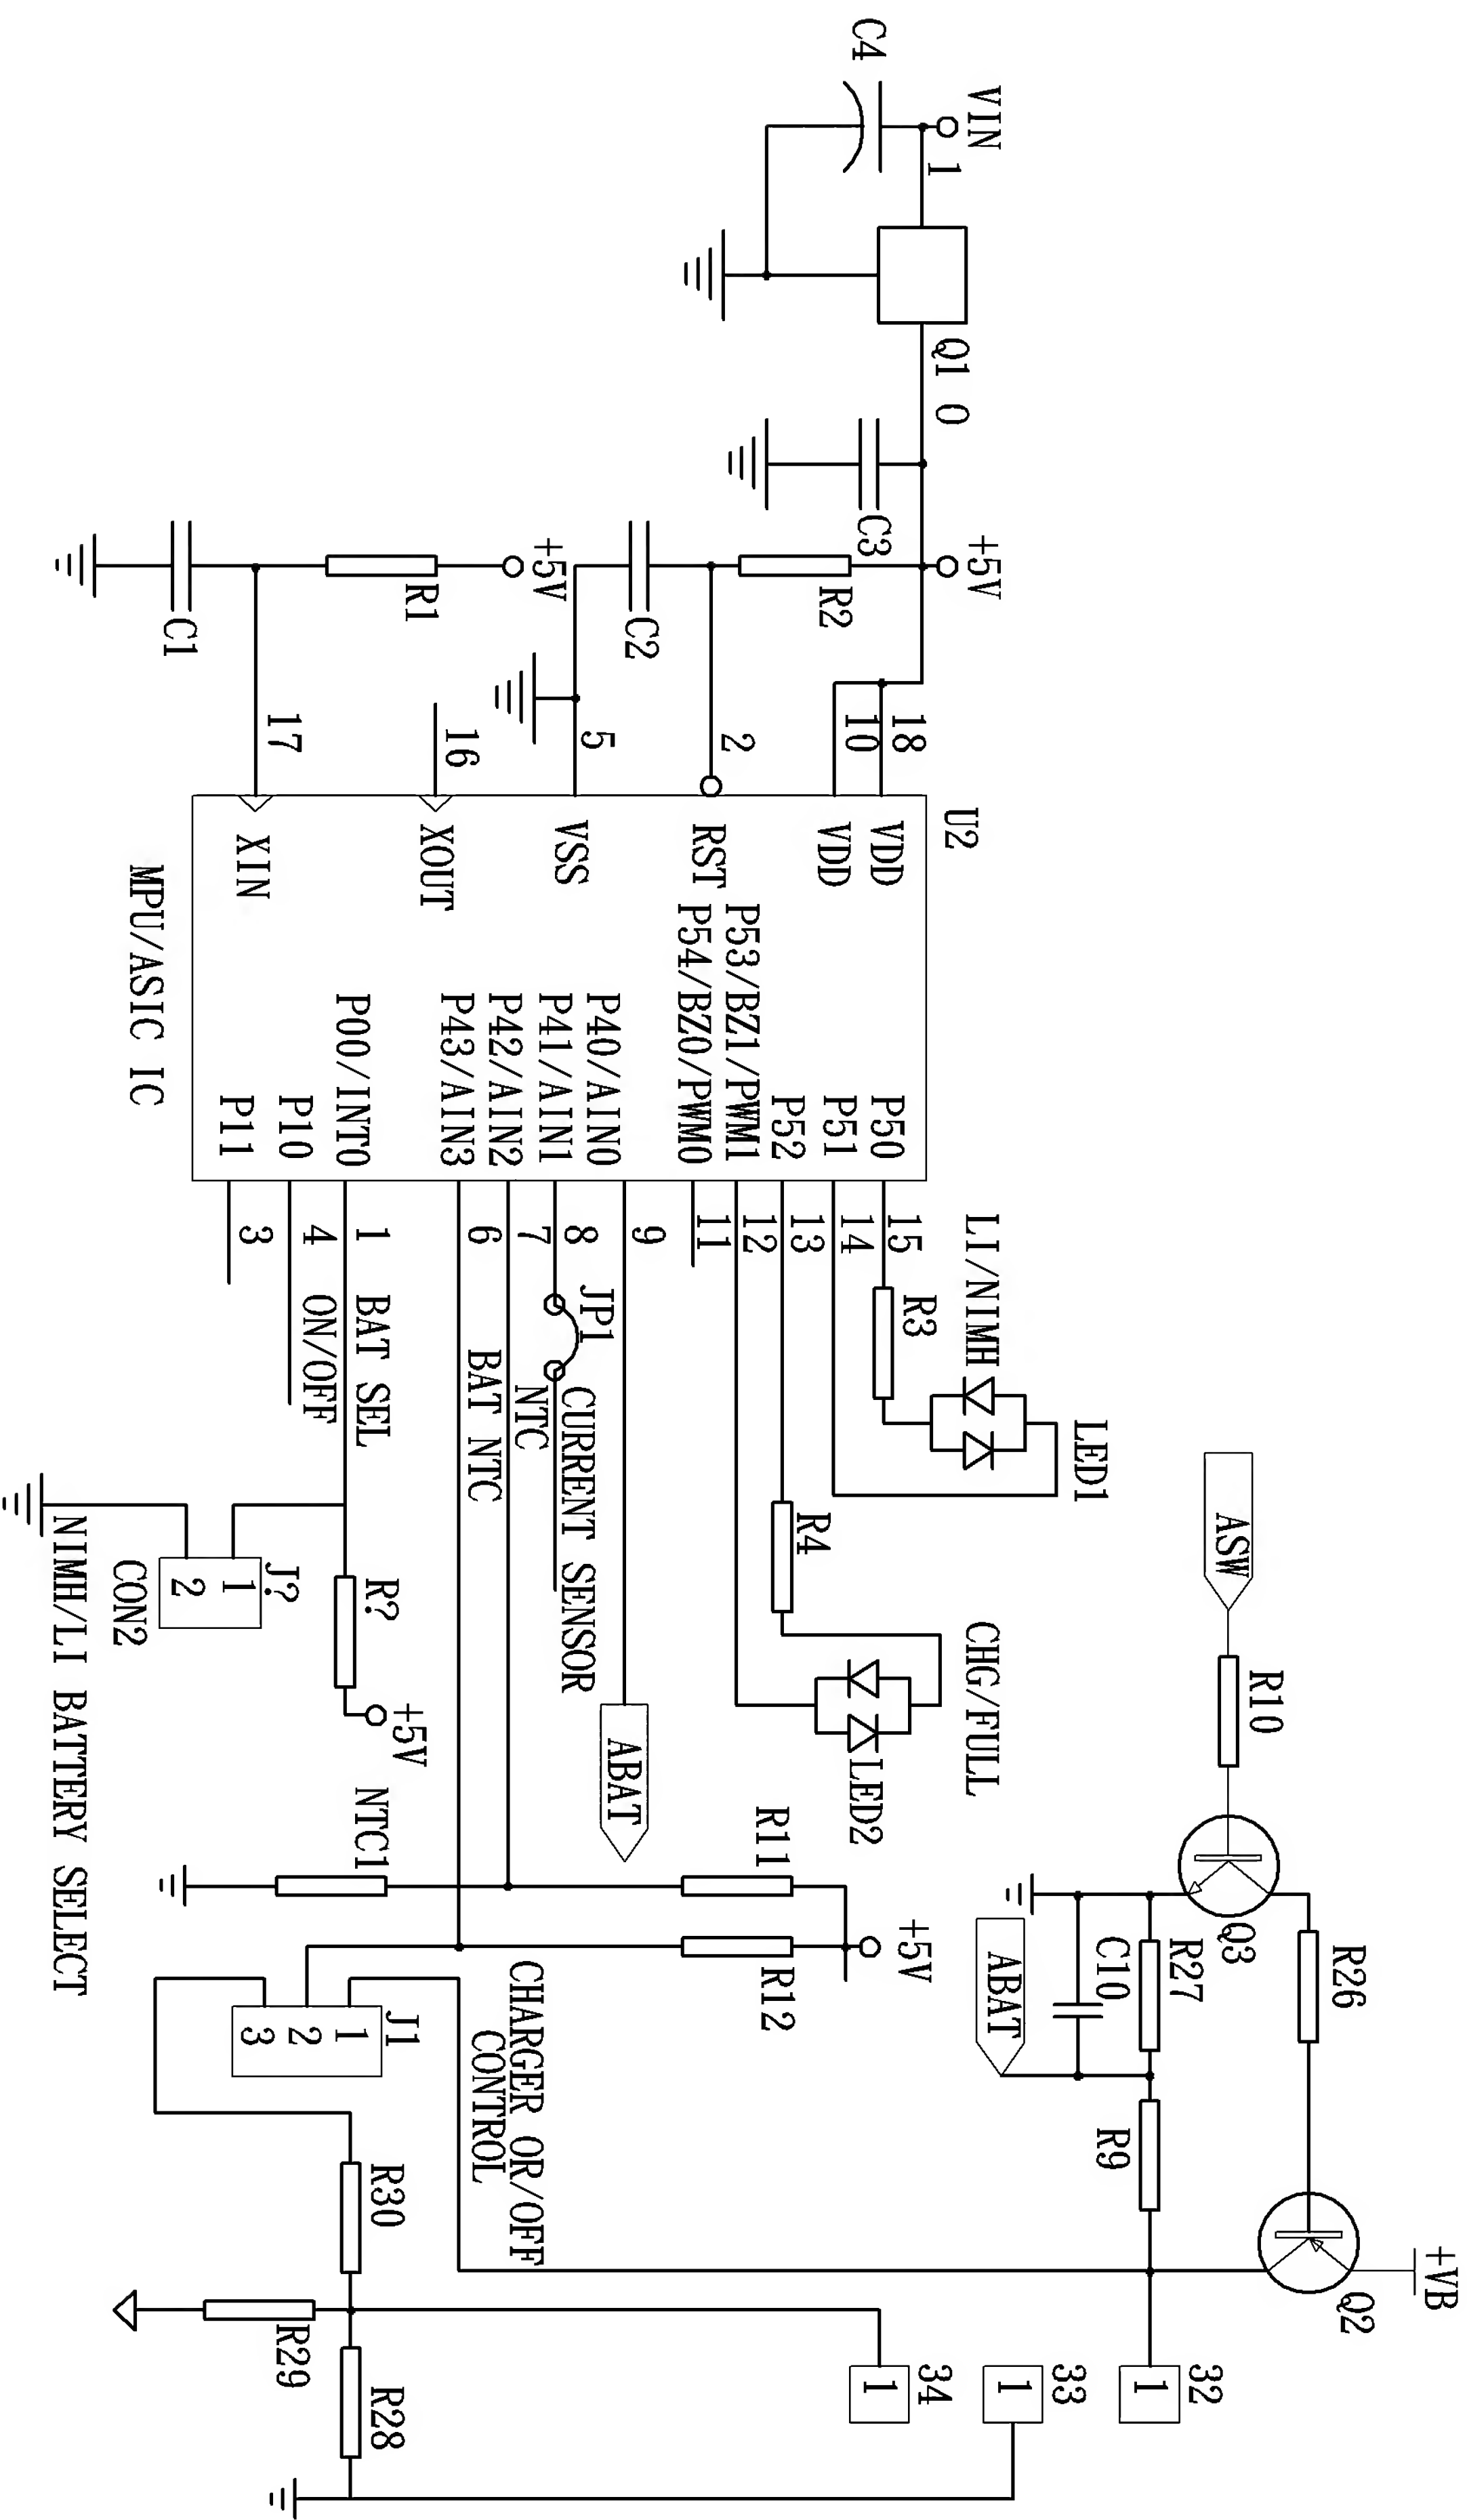 VIN
1
C4
Q1 0
C3
+5V
R2
C2
+5V
R1
C1
18
10
2
5
16
17
U2
VDD
VDD
RST
VSS
XOUT
XIN
P50
P51
P52
P53/BZ1/PWM1
P54/BZ0/PWM0
P40/AIN0
P41/AIN1
P42/AIN2
P43/AIN3
P00/INT0
P10
P11
MPU/ASIC IC
15
14
13
12
11
9
8
7
6
1
4
3
LI/NIMH
R3
LED1
R4
CHG/FULL
LED2
JP1
CURRENT SENSOR
NTC
BAT NTC
BAT SEL
ON/OFF
ABAT
J?
1
2
CON2
R?
+5V
NIMH/LI BATTERY SELECT
NTC1
R11
R12
+5V
ASW
R10
Q3
R26
R27
C10
ABAT
R9
Q2
+VB
J1
1
2
3
CHARGER OR/OFF
CONTROL
R30
R29
R28
34
1
33
1
32
1